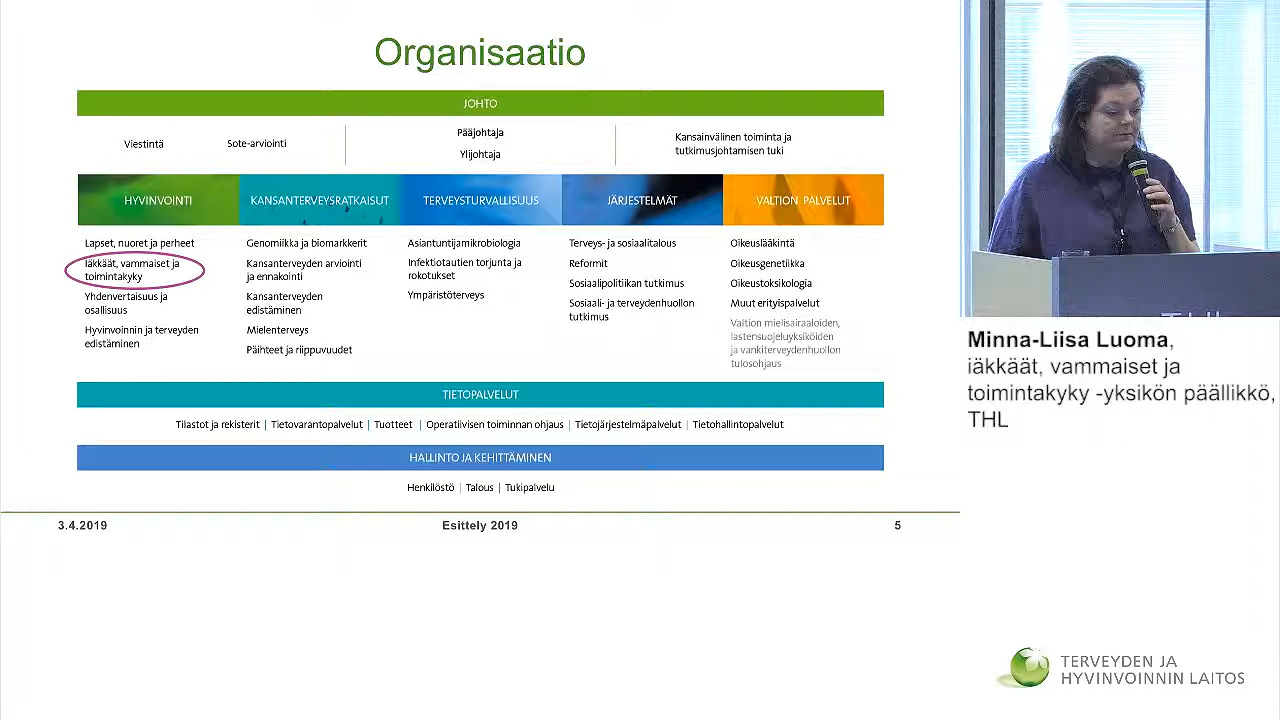 Organisaatio
JOHTO
Viestintä
Sote-arviointi
Pääjohtaja
Ylijohtaja
Kansainvälinen toiminta ja
tutkimusjohtamisen tuki
HYVINVOINTI
KANSANTERVEYSRATKAISUT
TERVEYSTURVALLISUUS
JÄRJESTELMÄT
VALTION PALVELUT
Lapset, nuoret ja perheet
Iäkkäät, vammaiset ja
toimintakyky
Yhdenvertaisuus ja
osallisuus
Hyvinvoinnin ja terveyden
edistäminen
Genomiikka ja biomarkkerit
Kansanterveyden arviointi
ja ennakointi
Kansanterveyden
edistäminen
Mielenterveys
Päihteet ja riippuvuudet
Asiantuntijamikrobiologia
Infektiotautien torjunta ja
rokotukset
Ympäristöterveys
Terveys- ja sosiaalitalous
Reformit
Sosiaalipolitiikan tutkimus
Sosiaali- ja terveydenhuollon
tutkimus
Oikeuslääkintä
Oikeusgenetiikka
Oikeustoksikologia
Muut erityispalvelut
Valtion mielisairaaloiden,
lastensuojeluyksiköiden
ja vankiterveydenhuollon
tulosohjaus
TIETOPALVELUT
Tilastot ja rekisterit | Tietovarantopalvelut | Tuotteet | Operatiivisen toiminnan ohjaus | Tietojärjestelmäpalvelut | Tietohallintopalvelut
HALLINTO JA KEHITTÄMINEN
Henkilöstö | Talous | Tukipalvelu
3.4.2019
Esittely 2019
5
THL
Minna-Liisa Luoma,
iäkkäät, vammaiset ja
toimintakyky -yksikön päällikkö,
THL
TERVEYDEN JA
HYVINVOINNIN LAITOS